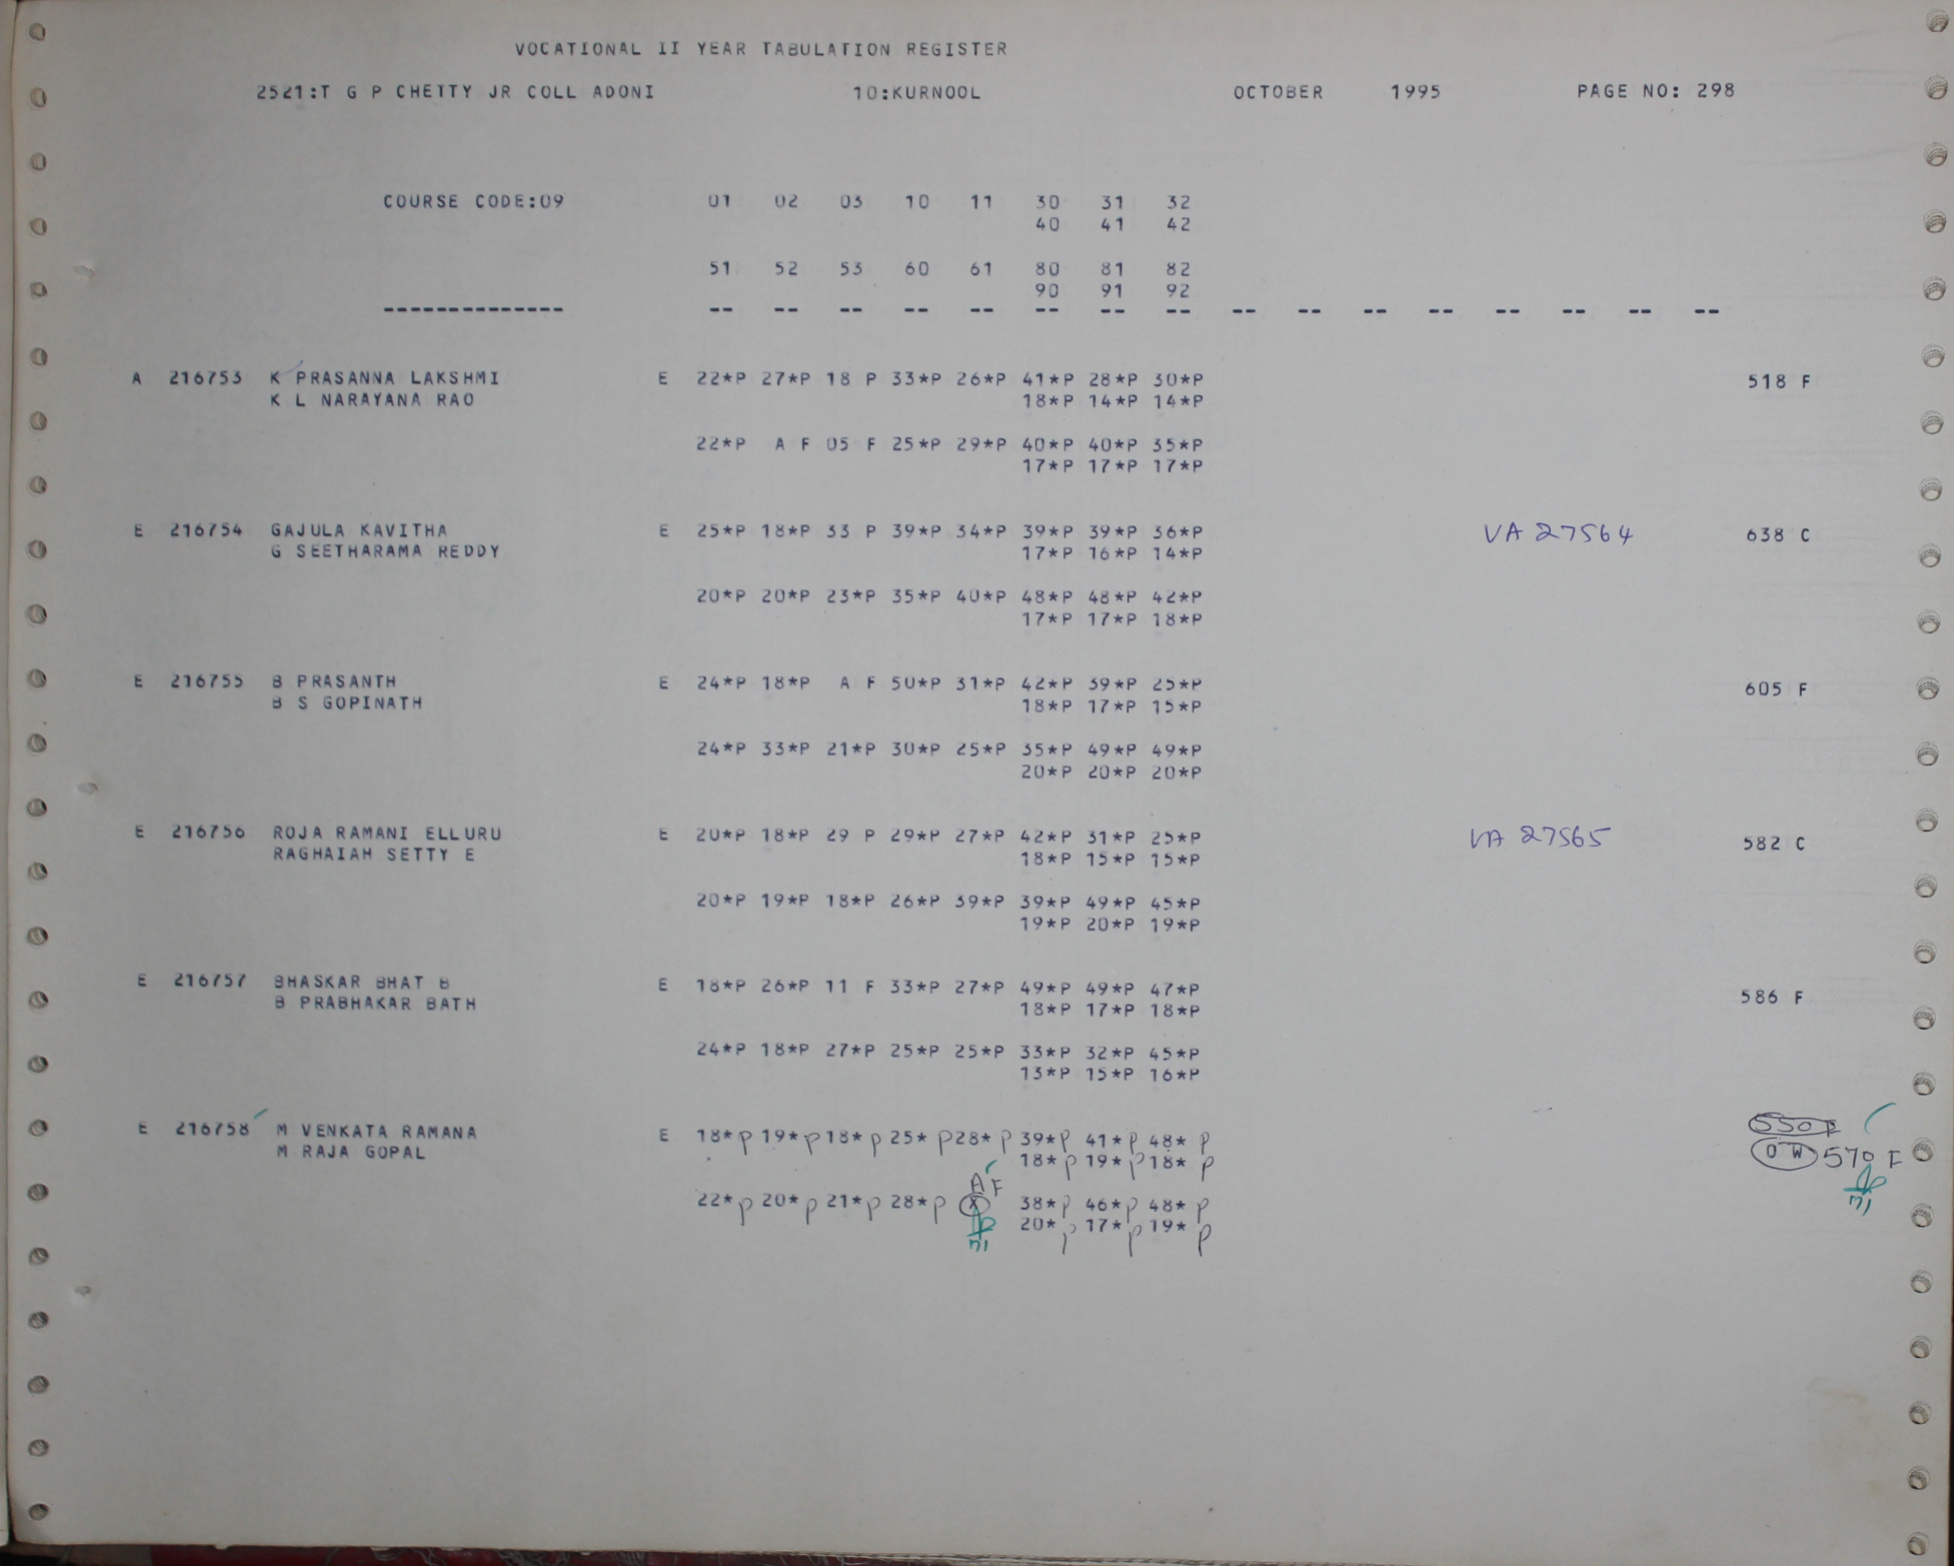 VOCATIONAL II YEAR TABULATION REGISTER
2521:T G P CHETTY JR COLL ADONI 10:KURNOOL OCTOBER 1995 PAGE NO: 298
COURSE CODE:09 01 02 03 10 11 30 31 32
40 41 42
51 52 53 60 61 80 81 82
90 91 92
-------------- -- -- -- -- -- -- -- -- -- -- -- -- -- -- -- --
A 216753 K PRASANNA LAKSHMI E 22*P 27*P 18 P 33*P 26*P 41*P 28*P 30*P 518 F
K L NARAYANA RAO 18*P 14*P 14*P
22*P A F 05 F 25*P 29*P 40*P 40*P 35*P
17*P 17*P 17*P
E 216754 GAJULA KAVITHA E 25*P 18*P 33 P 39*P 34*P 39*P 39*P 36*P VA 27564 638 C
G SEETHARAMA REDDY 17*P 16*P 14*P
20*P 20*P 23*P 35*P 40*P 48*P 48*P 42*P
17*P 17*P 18*P
E 216755 B PRASANTH E 24*P 18*P A F 50*P 31*P 42*P 39*P 25*P 605 F
B S GOPINATH 18*P 17*P 15*P
24*P 33*P 21*P 30*P 25*P 35*P 49*P 49*P
20*P 20*P 20*P
E 216756 ROJA RAMANI ELLURU E 20*P 18*P 29 P 29*P 27*P 42*P 31*P 25*P VA 27565 582 C
RAGHAIAH SETTY E 18*P 15*P 15*P
20*P 19*P 18*P 26*P 39*P 39*P 49*P 45*P
19*P 20*P 19*P
E 216757 BHASKAR BHAT B E 18*P 26*P 11 F 33*P 27*P 49*P 49*P 47*P 586 F
B PRABHAKAR BATH 18*P 17*P 18*P
24*P 18*P 27*P 25*P 25*P 33*P 32*P 45*P
13*P 15*P 16*P
E 216758 M VENKATA RAMANA E 18*P 19*P 18*P 25*P 28*P 39*P 41*P 48*P 550
M RAJA GOPAL 18*P 19*P 18*P OW 570 F
A F
22*P 20*P 21*P 28*P 38*P 46*P 48*P
20*P 17*P 19*P